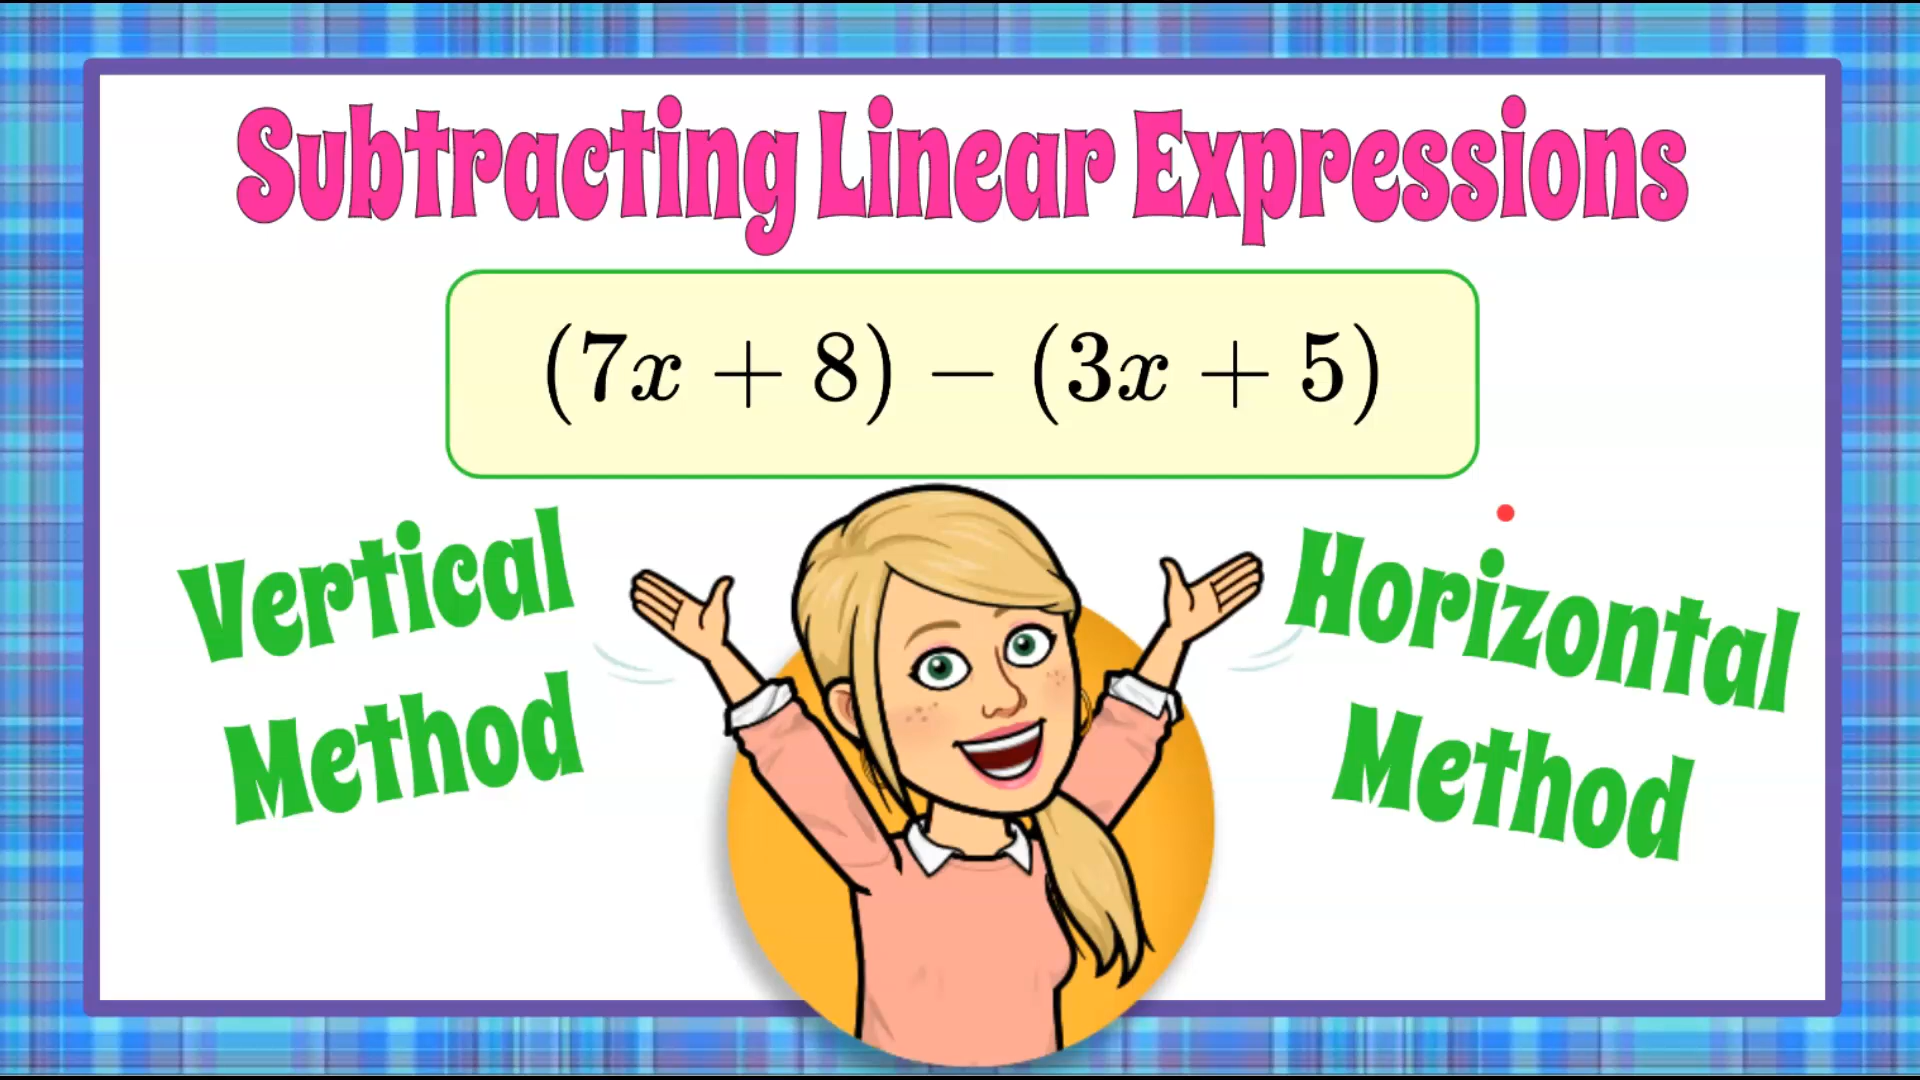 Subtracting Linear Expressions
(7x + 8) − (3x + 5)
Vertical
Method
Horizontal
Method